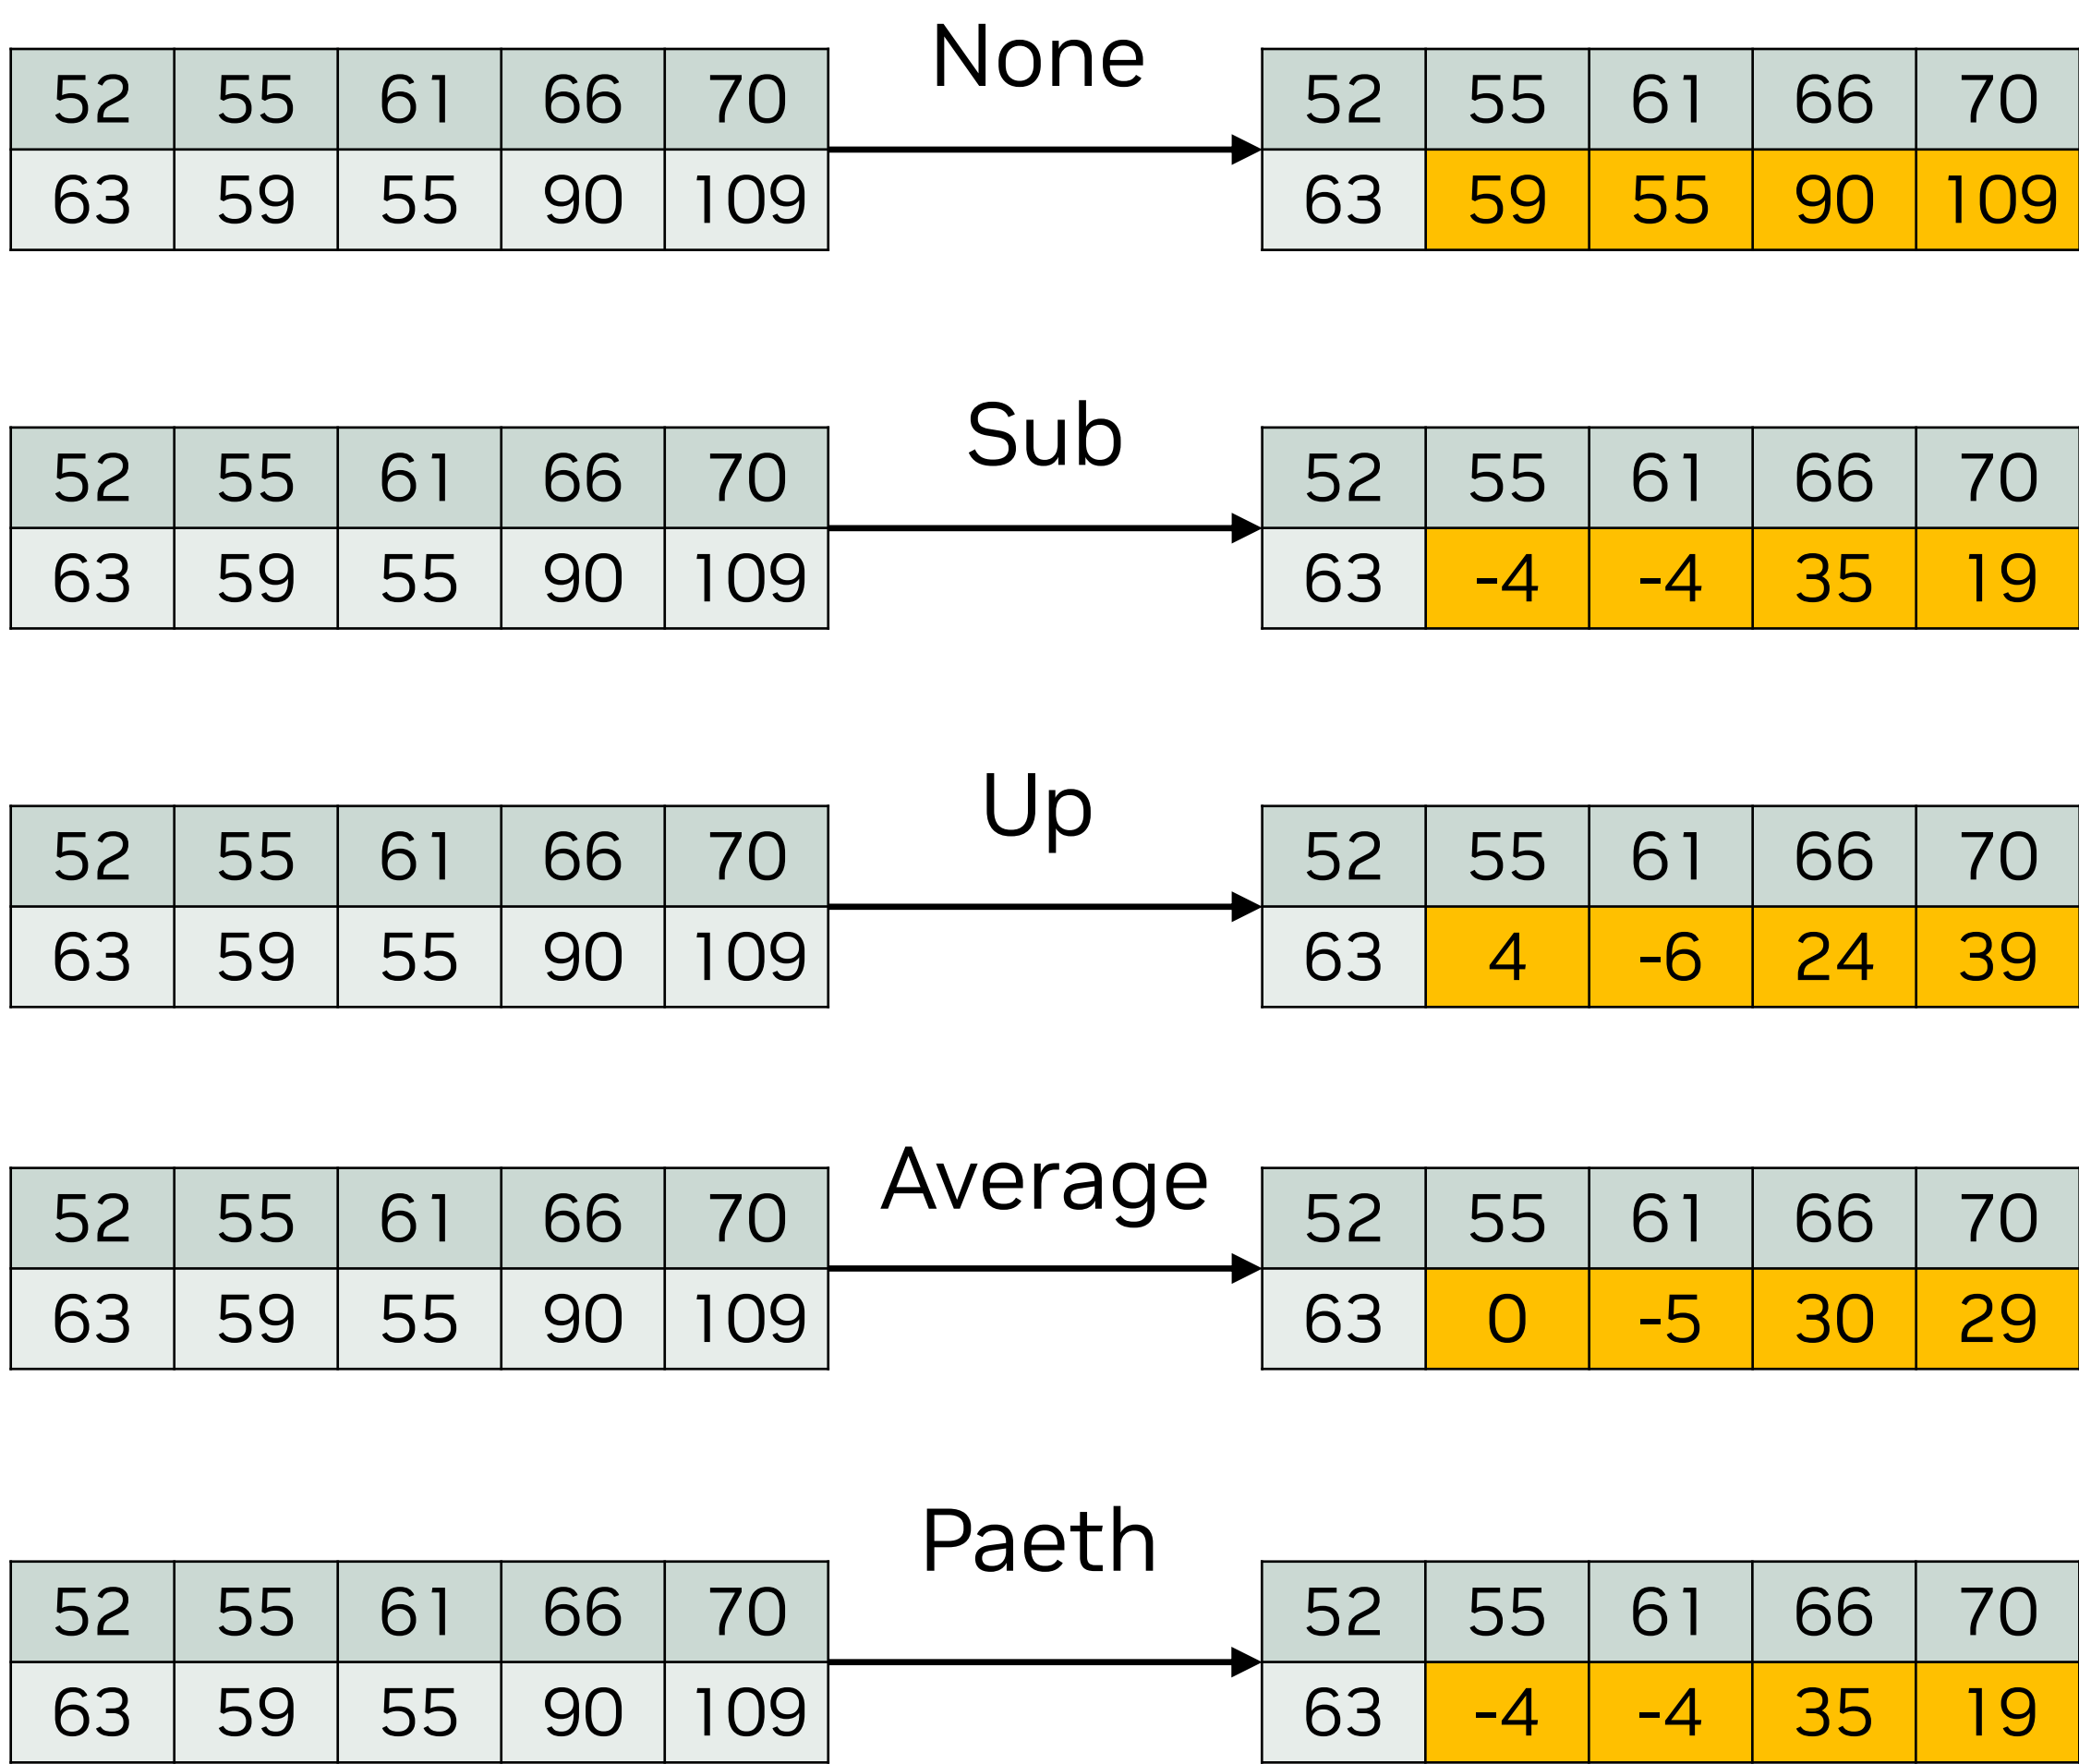 None
52 55 61 66 70 52 55 61 66 70
63 59 55 90 109 63 59 55 90 109
Sub
52 55 61 66 70 52 55 61 66 70
63 59 55 90 109 63 -4 -4 35 19
Up
52 55 61 66 70 52 55 61 66 70
63 59 55 90 109 63 4 -6 24 39
Average
52 55 61 66 70 52 55 61 66 70
63 59 55 90 109 63 0 -5 30 29
Paeth
52 55 61 66 70 52 55 61 66 70
63 59 55 90 109 63 -4 -4 35 19